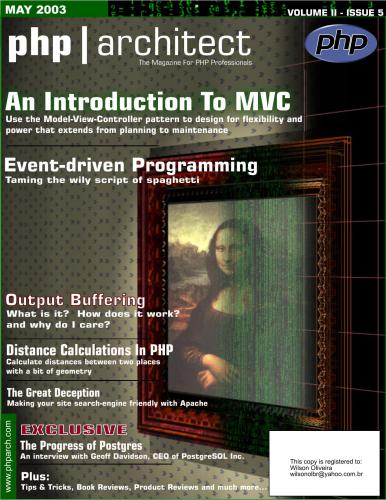 MAY 2003
VOLUME II - ISSUE 5
php|architect
The Magazine For PHP Professionals
php
An Introduction To MVC
Use the Model-View-Controller pattern to design for flexibility and
power that extends from planning to maintenance
Event-driven Programming
Taming the wily script of spaghetti
Output Buffering
What is it? How does it work?
and why do I care?
Distance Calculations In PHP
Calculate distances between two places
with a bit of geometry
The Great Deception
Making your site search-engine friendly with Apache
EXCLUSIVE
The Progress of Postgres
An interview with Geoff Davidson, CEO of PostgreSQL Inc.
Plus:
Tips & Tricks, Book Reviews, Product Reviews and much more...
www.phparch.com
This copy is registered to:
Wilson Oliveira
wilsonolbr@yahoo.com.br